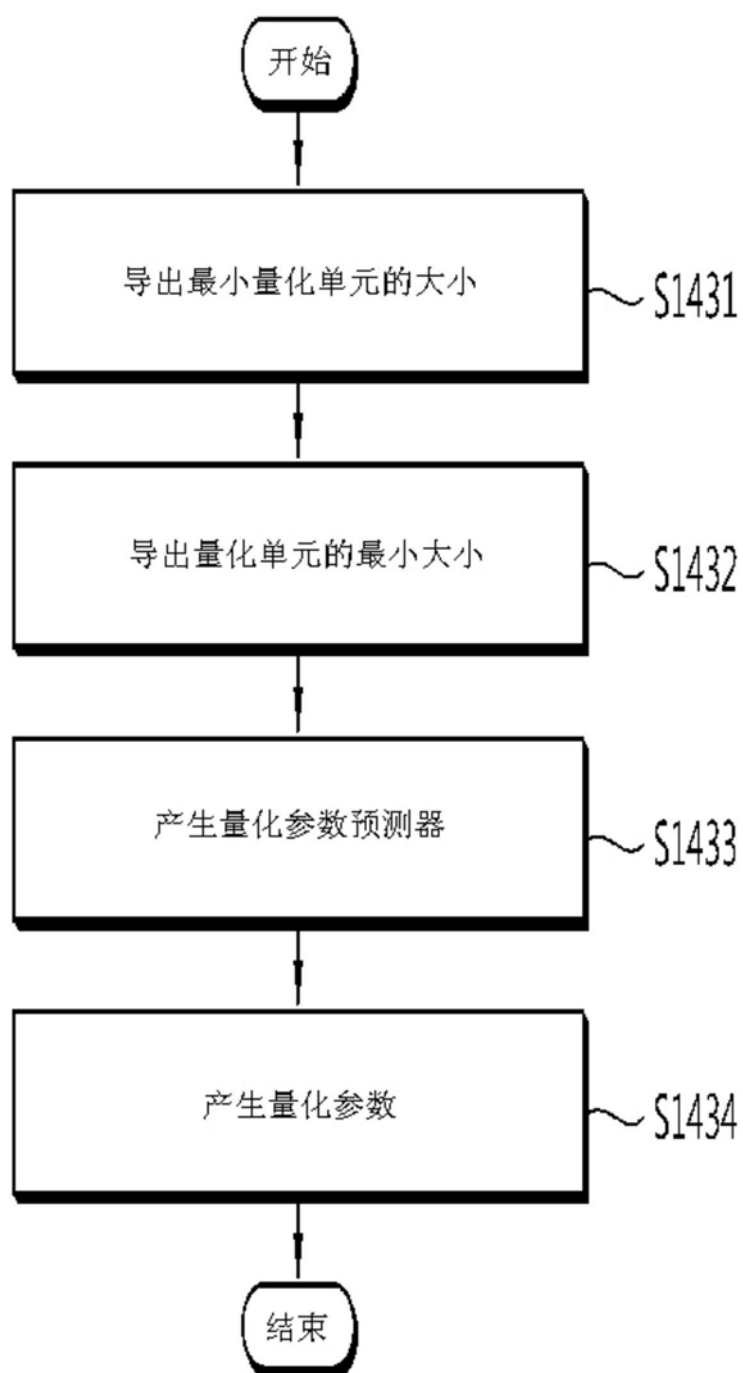 开始
导出最小量化单元的大小
S1431
导出量化单元的最小大小
S1432
产生量化参数预测器
S1433
产生量化参数
S1434
结束